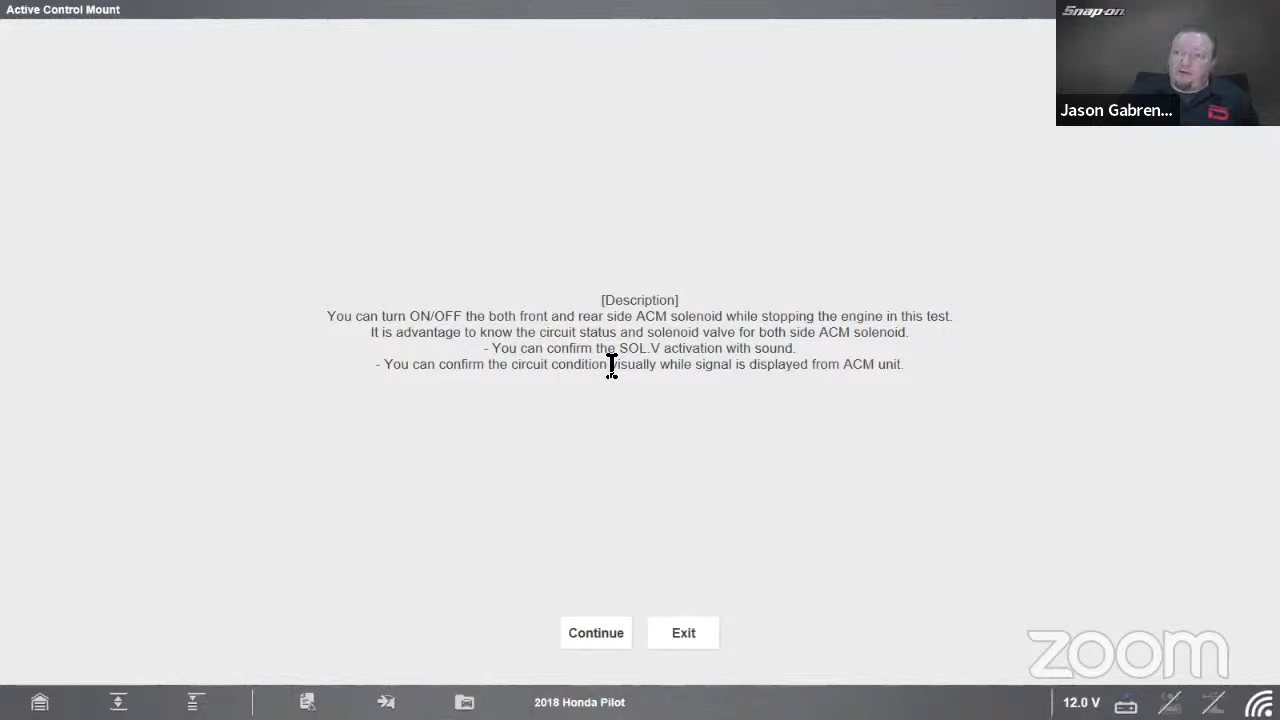 Active Control Mount
Snap-on
Jason Gabren...
[Description]
You can turn ON/OFF the both front and rear side ACM solenoid while stopping the engine in this test.
It is advantage to know the circuit status and solenoid valve for both side ACM solenoid.
- You can confirm the SOL.V activation with sound.
- You can confirm the circuit condition visually while signal is displayed from ACM unit.
Continue
Exit
zoom
2018 Honda Pilot
12.0 V